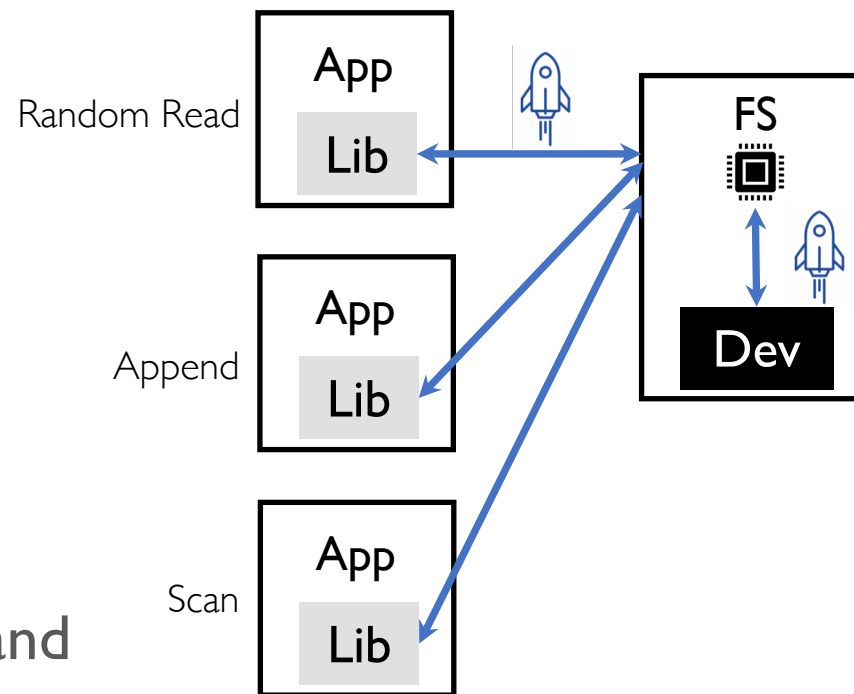 App
Random Read
Lib
FS
App
Append
Lib
Dev
App
Scan
Lib
and